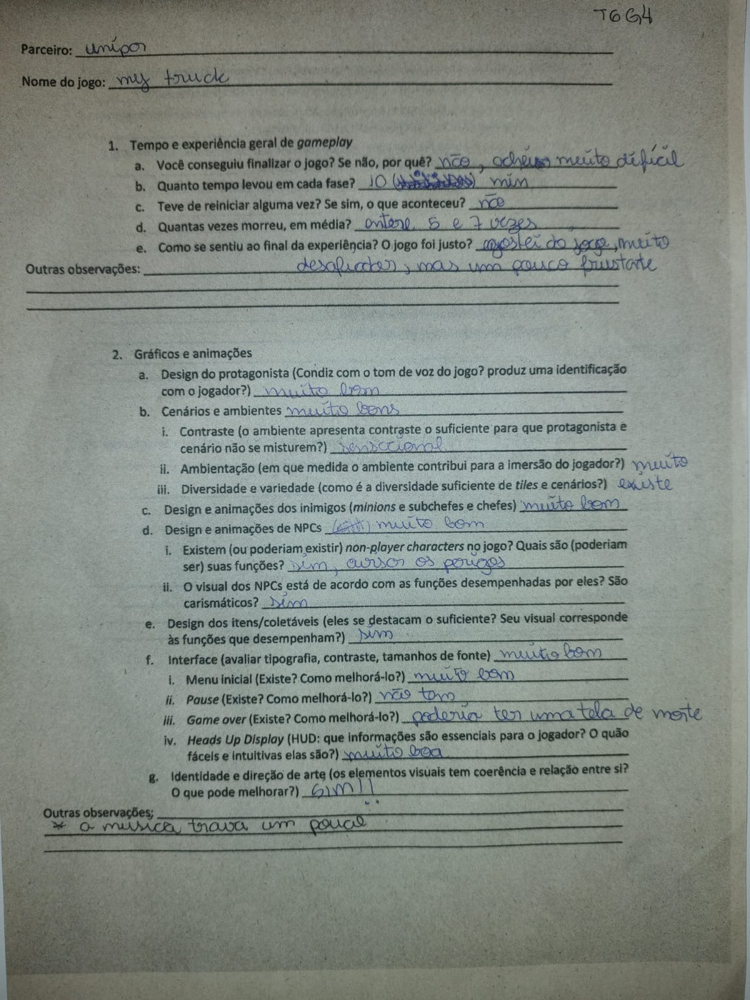 T6 G4
Parceiro: unipor
Nome do jogo: my truck
1. Tempo e experiência geral de gameplay
a. Você conseguiu finalizar o jogo? Se não, por quê? não, achei muito difícil
b. Quanto tempo levou em cada fase? 10 min
c. Teve de reiniciar alguma vez? Se sim, o que aconteceu? não
d. Quantas vezes morreu, em média? entere 5 e 7 vezes
e. Como se sentiu ao final da experiência? O jogo foi justo? gostei do jogo, muito
Outras observações: desafiador, mas um pouco frustate
2. Gráficos e animações
a. Design do protagonista (Condiz com o tom de voz do jogo? produz uma identificação
com o jogador?) muito bom
b. Cenários e ambientes muito bons
i. Contraste (o ambiente apresenta contraste o suficiente para que protagonista e
cenário não se misturem?) senscional
ii. Ambientação (em que medida o ambiente contribui para a imersão do jogador?) muito
iii. Diversidade e variedade (como é a diversidade suficiente de tiles e cenários?) existe
c. Design e animações dos inimigos (minions e subchefes e chefes) muito bom
d. Design e animações de NPCs muito bom
i. Existem (ou poderiam existir) non-player characters no jogo? Quais são (poderiam
ser) suas funções? sim, avisar os perigos
ii. O visual dos NPCs está de acordo com as funções desempenhadas por eles? São
carismáticos? sim
e. Design dos itens/coletáveis (eles se destacam o suficiente? Seu visual corresponde
às funções que desempenham?) sim
f. Interface (avaliar tipografia, contraste, tamanhos de fonte) muito bom
i. Menu inicial (Existe? Como melhorá-lo?) muito bom
ii. Pause (Existe? Como melhorá-lo?) não tem
iii. Game over (Existe? Como melhorá-lo?) poderia ter uma tela de morte
iv. Heads Up Display (HUD: que informações são essenciais para o jogador? O quão
fáceis e intuitivas elas são?) muito boa
g. Identidade e direção de arte (os elementos visuais tem coerência e relação entre si?
O que pode melhorar?) SIM!!
Outras observações:
* a musica trava um pouco